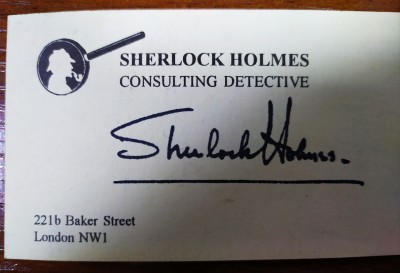 SHERLOCK HOLMES
CONSULTING DETECTIVE
Sherlock Holmes.
221b Baker Street
London NW1